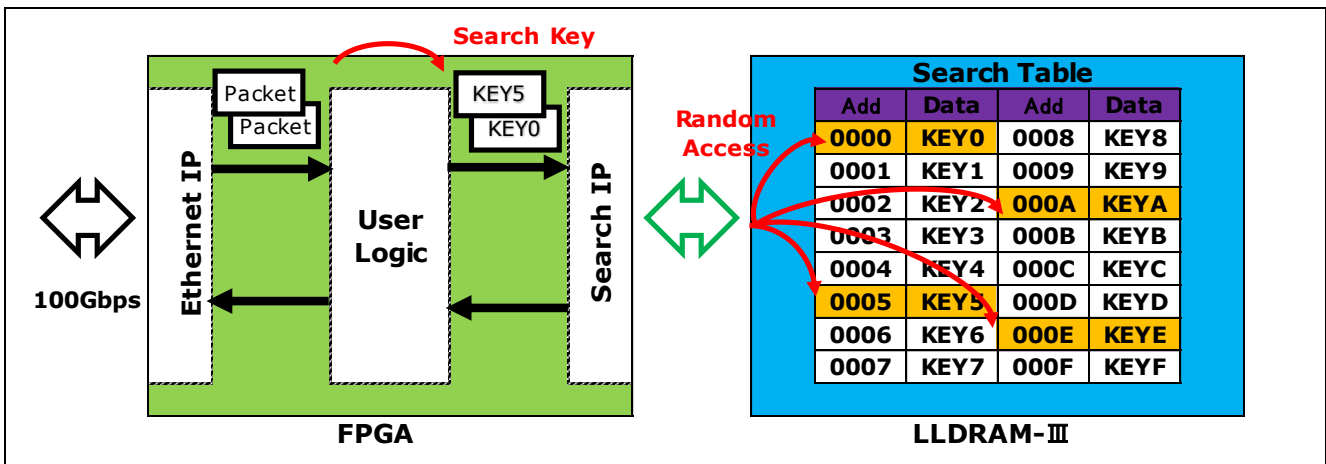 Search Key
Search Table
Packet
Packet
KEY5
KEY0
Random
Access
Add Data Add Data
0000 KEY0 0008 KEY8
0001 KEY1 0009 KEY9
0002 KEY2 000A KEYA
0003 KEY3 000B KEYB
0004 KEY4 000C KEYC
0005 KEY5 000D KEYD
0006 KEY6 000E KEYE
0007 KEY7 000F KEYF
100Gbps
Ethernet IP
User
Logic
Search IP
FPGA
LLDRAM-Ⅲ